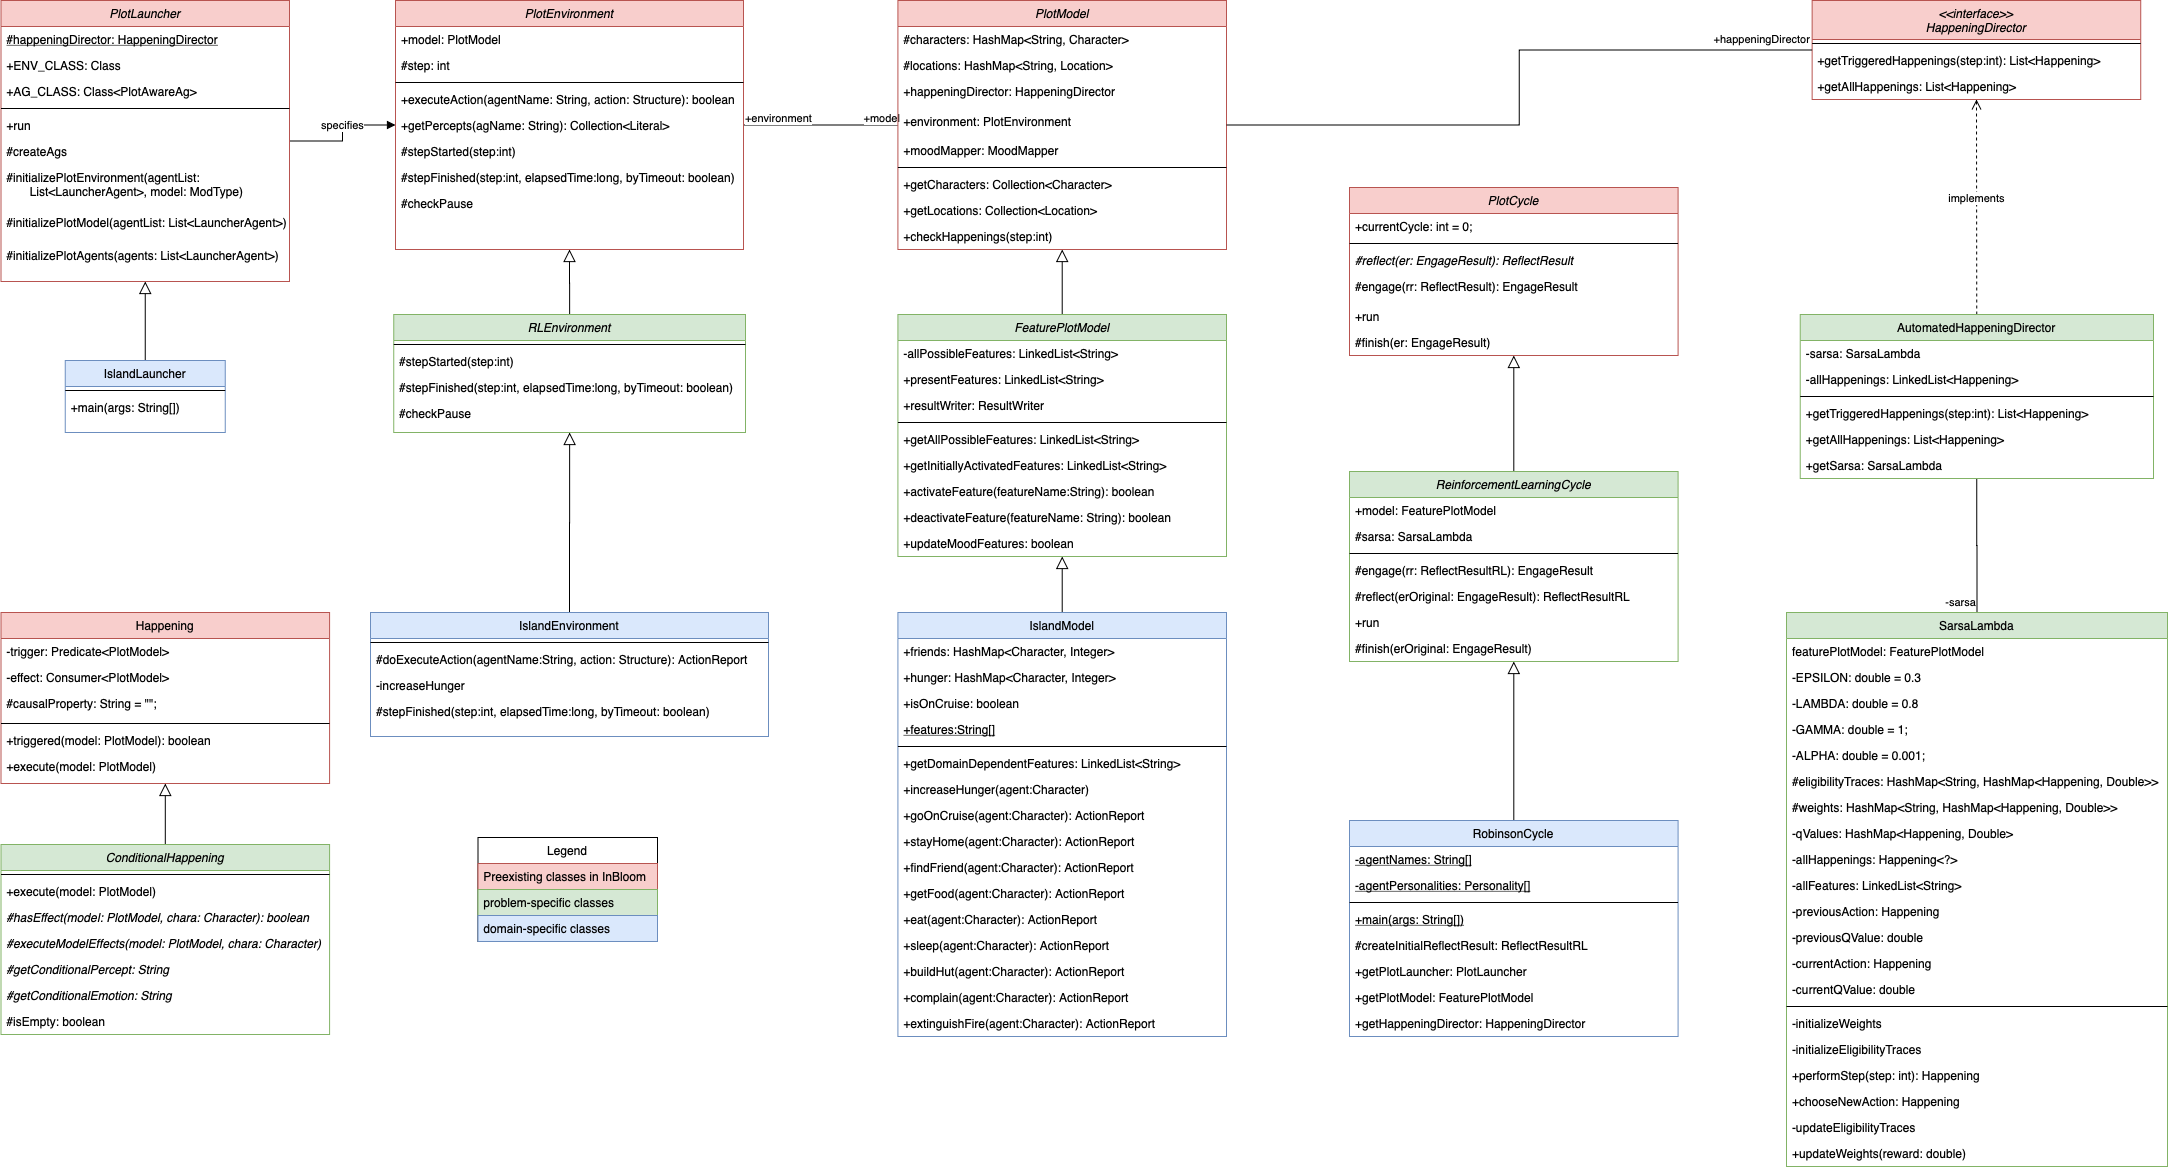 PlotLauncher
#happeningDirector: HappeningDirector
+ENV_CLASS: Class
+AG_CLASS: Class<PlotAwareAg>
+run
#createAgs
#initializePlotEnvironment(agentList:
List<LauncherAgent>, model: ModType)
#initializePlotModel(agentList: List<LauncherAgent>)
#initializePlotAgents(agents: List<LauncherAgent>)
specifies
PlotEnvironment
+model: PlotModel
#step: int
+executeAction(agentName: String, action: Structure): boolean
+getPercepts(agName: String): Collection<Literal>
#stepStarted(step:int)
#stepFinished(step:int, elapsedTime:long, byTimeout: boolean)
#checkPause
+environment
+model
PlotModel
#characters: HashMap<String, Character>
#locations: HashMap<String, Location>
+happeningDirector: HappeningDirector
+environment: PlotEnvironment
+moodMapper: MoodMapper
+getCharacters: Collection<Character>
+getLocations: Collection<Location>
+checkHappenings(step:int)
+happeningDirector
<<interface>>
HappeningDirector
+getTriggeredHappenings(step:int): List<Happening>
+getAllHappenings: List<Happening>
implements
PlotCycle
+currentCycle: int = 0;
#reflect(er: EngageResult): ReflectResult
#engage(rr: ReflectResult): EngageResult
+run
#finish(er: EngageResult)
IslandLauncher
+main(args: String[])
RLEnvironment
#stepStarted(step:int)
#stepFinished(step:int, elapsedTime:long, byTimeout: boolean)
#checkPause
FeaturePlotModel
-allPossibleFeatures: LinkedList<String>
+presentFeatures: LinkedList<String>
+resultWriter: ResultWriter
+getAllPossibleFeatures: LinkedList<String>
+getInitiallyActivatedFeatures: LinkedList<String>
+activateFeature(featureName:String): boolean
+deactivateFeature(featureName: String): boolean
+updateMoodFeatures: boolean
AutomatedHappeningDirector
-sarsa: SarsaLambda
-allHappenings: LinkedList<Happening>
+getTriggeredHappenings(step:int): List<Happening>
+getAllHappenings: List<Happening>
+getSarsa: SarsaLambda
-sarsa
ReinforcementLearningCycle
+model: FeaturePlotModel
#sarsa: SarsaLambda
#engage(rr: ReflectResultRL): EngageResult
#reflect(erOriginal: EngageResult): ReflectResultRL
+run
#finish(erOriginal: EngageResult)
Happening
-trigger: Predicate<PlotModel>
-effect: Consumer<PlotModel>
#causalProperty: String = "";
+triggered(model: PlotModel): boolean
+execute(model: PlotModel)
IslandEnvironment
#doExecuteAction(agentName:String, action: Structure): ActionReport
-increaseHunger
#stepFinished(step:int, elapsedTime:long, byTimeout: boolean)
IslandModel
+friends: HashMap<Character, Integer>
+hunger: HashMap<Character, Integer>
+isOnCruise: boolean
+features:String[]
+getDomainDependentFeatures: LinkedList<String>
+increaseHunger(agent:Character)
+goOnCruise(agent:Character): ActionReport
+stayHome(agent:Character): ActionReport
+findFriend(agent:Character): ActionReport
+getFood(agent:Character): ActionReport
+eat(agent:Character): ActionReport
+sleep(agent:Character): ActionReport
+buildHut(agent:Character): ActionReport
+complain(agent:Character): ActionReport
+extinguishFire(agent:Character): ActionReport
SarsaLambda
featurePlotModel: FeaturePlotModel
-EPSILON: double = 0.3
-LAMBDA: double = 0.8
-GAMMA: double = 1;
-ALPHA: double = 0.001;
#eligibilityTraces: HashMap<String, HashMap<Happening, Double>>
#weights: HashMap<String, HashMap<Happening, Double>>
-qValues: HashMap<Happening, Double>
-allHappenings: Happening<?>
-allFeatures: LinkedList<String>
-previousAction: Happening
-previousQValue: double
-currentAction: Happening
-currentQValue: double
-initializeWeights
-initializeEligibilityTraces
+performStep(step: int): Happening
+chooseNewAction: Happening
-updateEligibilityTraces
+updateWeights(reward: double)
RobinsonCycle
-agentNames: String[]
-agentPersonalities: Personality[]
+main(args: String[])
#createInitialReflectResult: ReflectResultRL
+getPlotLauncher: PlotLauncher
+getPlotModel: FeaturePlotModel
+getHappeningDirector: HappeningDirector
ConditionalHappening
+execute(model: PlotModel)
#hasEffect(model: PlotModel, chara: Character): boolean
#executeModelEffects(model: PlotModel, chara: Character)
#getConditionalPercept: String
#getConditionalEmotion: String
#isEmpty: boolean
Legend
Preexisting classes in InBloom
problem-specific classes
domain-specific classes